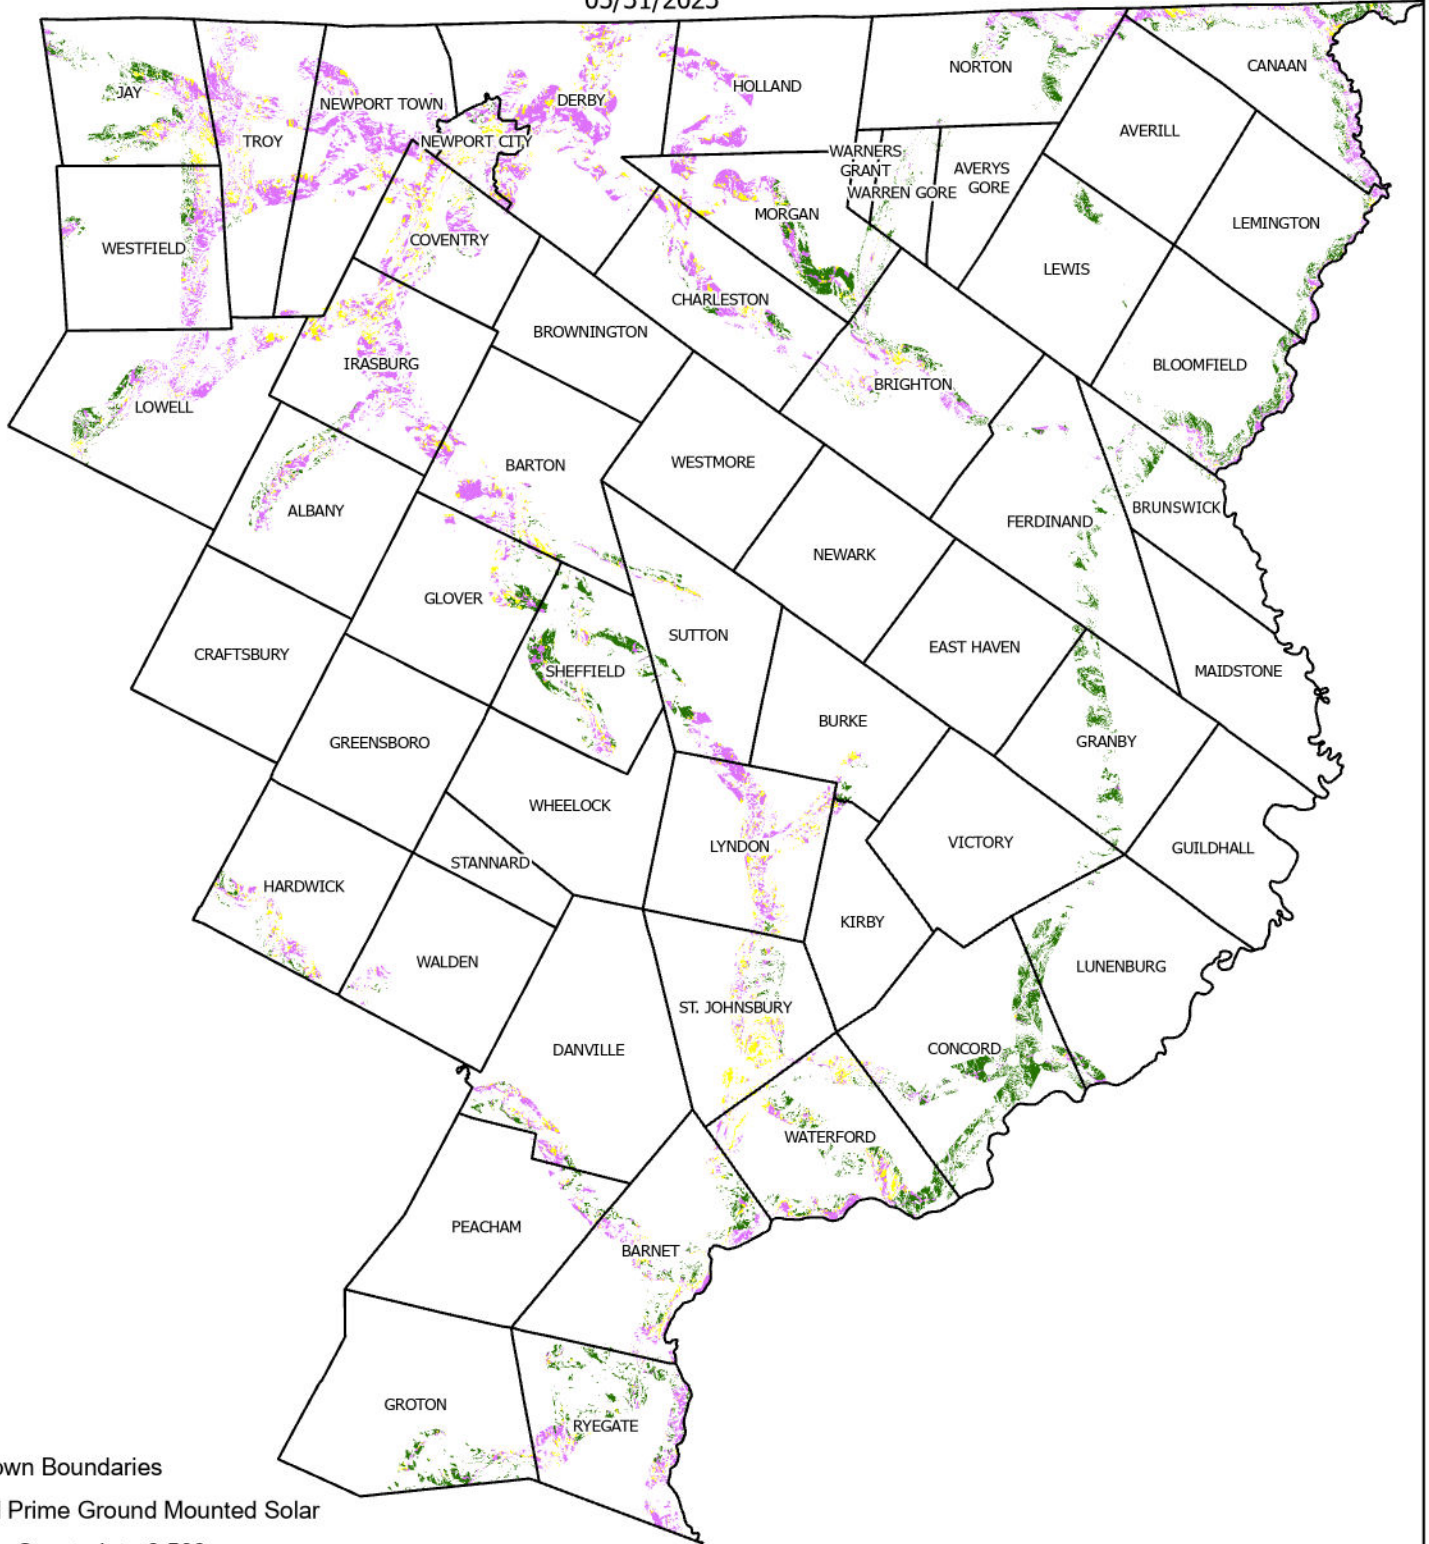 05/31/2023
JAY
TROY
NEWPORT TOWN
NEWPORT CITY
DERBY
HOLLAND
NORTON
CANAAN
AVERILL
WARNERS
GRANT
WARREN GORE
AVERYS
GORE
MORGAN
LEMINGTON
WESTFIELD
COVENTRY
LEWIS
CHARLESTON
BROWNINGTON
IRASBURG
BLOOMFIELD
BRIGHTON
LOWELL
BARTON
WESTMORE
ALBANY
BRUNSWICK
FERDINAND
NEWARK
GLOVER
SUTTON
CRAFTSBURY
EAST HAVEN
SHEFFIELD
MAIDSTONE
BURKE
GREENSBORO
GRANBY
WHEELOCK
LYNDON
VICTORY
GUILDHALL
STANNARD
HARDWICK
KIRBY
WALDEN
LUNENBURG
ST. JOHNSBURY
DANVILLE
CONCORD
WATERFORD
PEACHAM
BARNET
GROTON
RYEGATE
own Boundaries
Prime Ground Mounted Solar